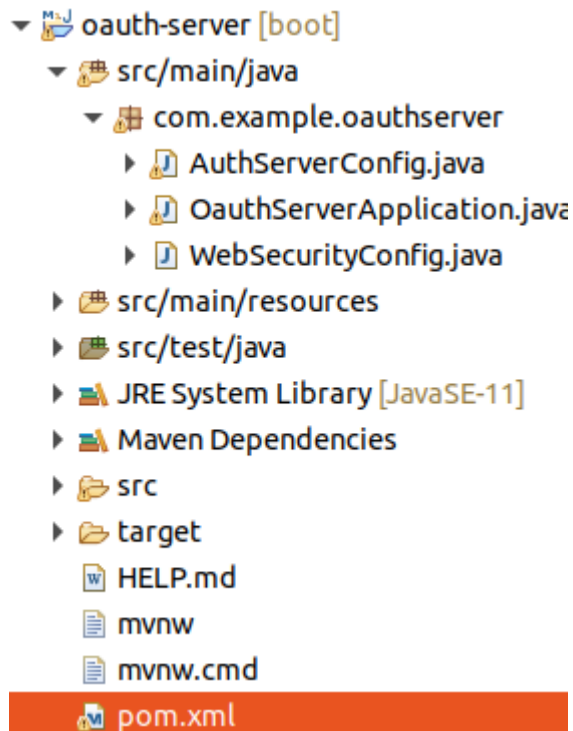 oauth-server [boot]
src/main/java
com.example.oauthserver
AuthServerConfig.java
OauthServerApplication.java
WebSecurityConfig.java
src/main/resources
src/test/java
JRE System Library [JavaSE-11]
Maven Dependencies
src
target
HELP.md
mvnw
mvnw.cmd
pom.xml